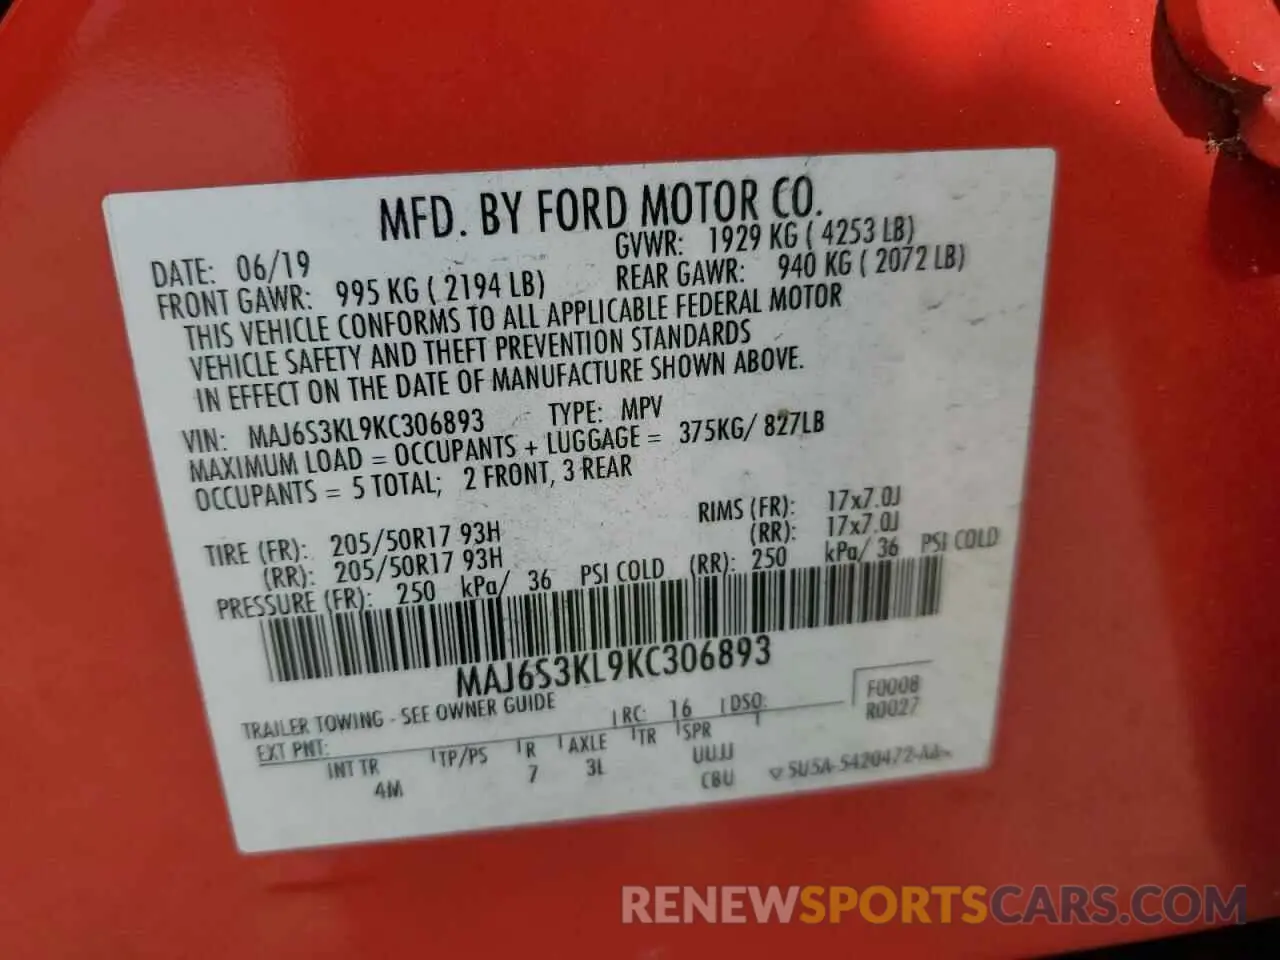 MFD. BY FORD MOTOR CO.
DATE: 06/19 GVWR: 1929 KG ( 4253 LB)
FRONT GAWR: 995 KG ( 2194 LB) REAR GAWR: 940 KG ( 2072 LB)
THIS VEHICLE CONFORMS TO ALL APPLICABLE FEDERAL MOTOR
VEHICLE SAFETY AND THEFT PREVENTION STANDARDS
IN EFFECT ON THE DATE OF MANUFACTURE SHOWN ABOVE.
VIN: MAJ6S3KL9KC306893 TYPE: MPV
MAXIMUM LOAD = OCCUPANTS + LUGGAGE = 375KG/ 827LB
OCCUPANTS = 5 TOTAL; 2 FRONT, 3 REAR
TIRE (FR): 205/50R17 93H RIMS (FR): 17x7.0J
(RR): 205/50R17 93H (RR): 17x7.0J
PRESSURE (FR): 250 kPa/ 36 PSI COLD (RR): 250 kPa/ 36 PSI COLD
MAJ6S3KL9KC306893
TRAILER TOWING - SEE OWNER GUIDE
EXT PNT: RC: 16 DSO: F0008
R0027
INT TR TP/PS R AXLE TR SPR
4M 7 3L UUJJ
CBU 5U5A-5420472-AA
RENEWSPORTSCARS.COM